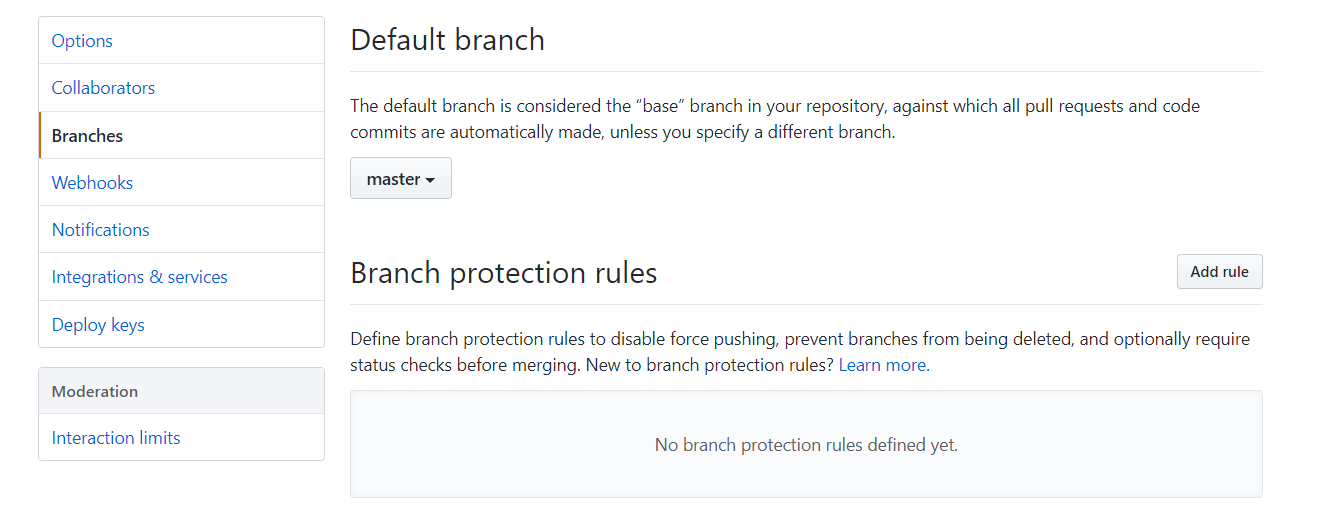 Options
Collaborators
Branches
Webhooks
Notifications
Integrations & services
Deploy keys
Moderation
Interaction limits
Default branch
The default branch is considered the “base” branch in your repository, against which all pull requests and code
commits are automatically made, unless you specify a different branch.
master
Branch protection rules
Add rule
Define branch protection rules to disable force pushing, prevent branches from being deleted, and optionally require
status checks before merging. New to branch protection rules? Learn more.
No branch protection rules defined yet.